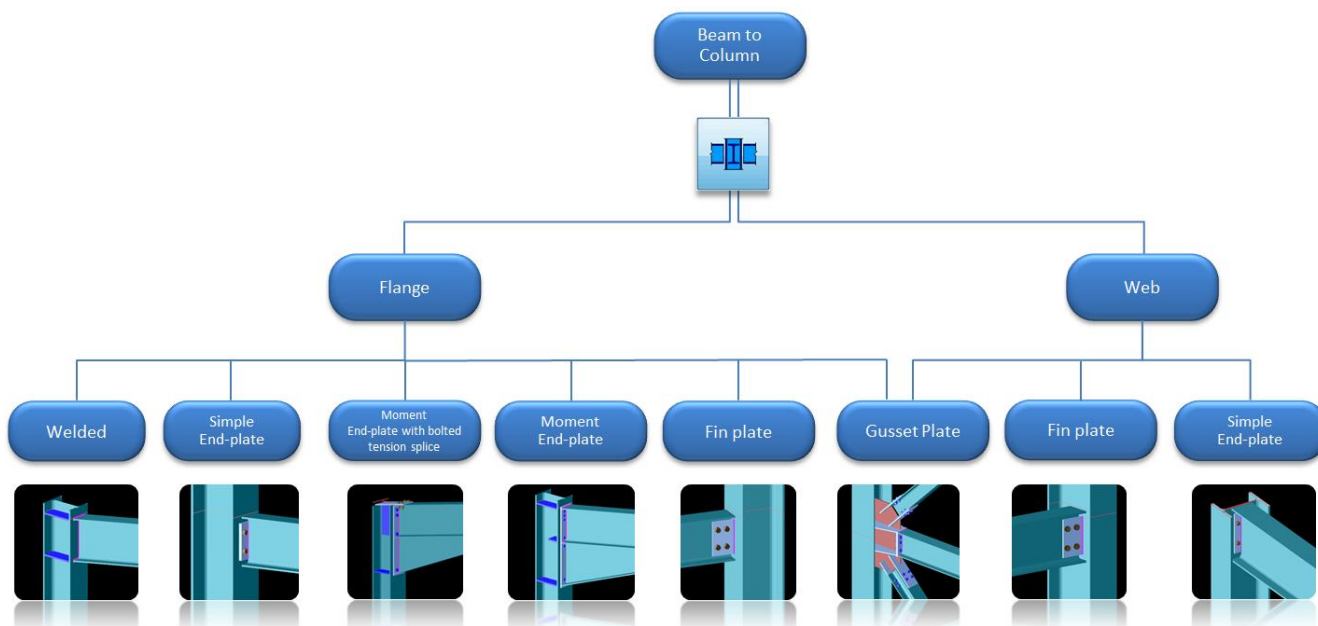 Beam to
Column
Flange
Web
Welded
Simple
End-plate
Moment
End-plate with bolted
tension splice
Moment
End-plate
Fin plate
Gusset Plate
Fin plate
Simple
End-plate